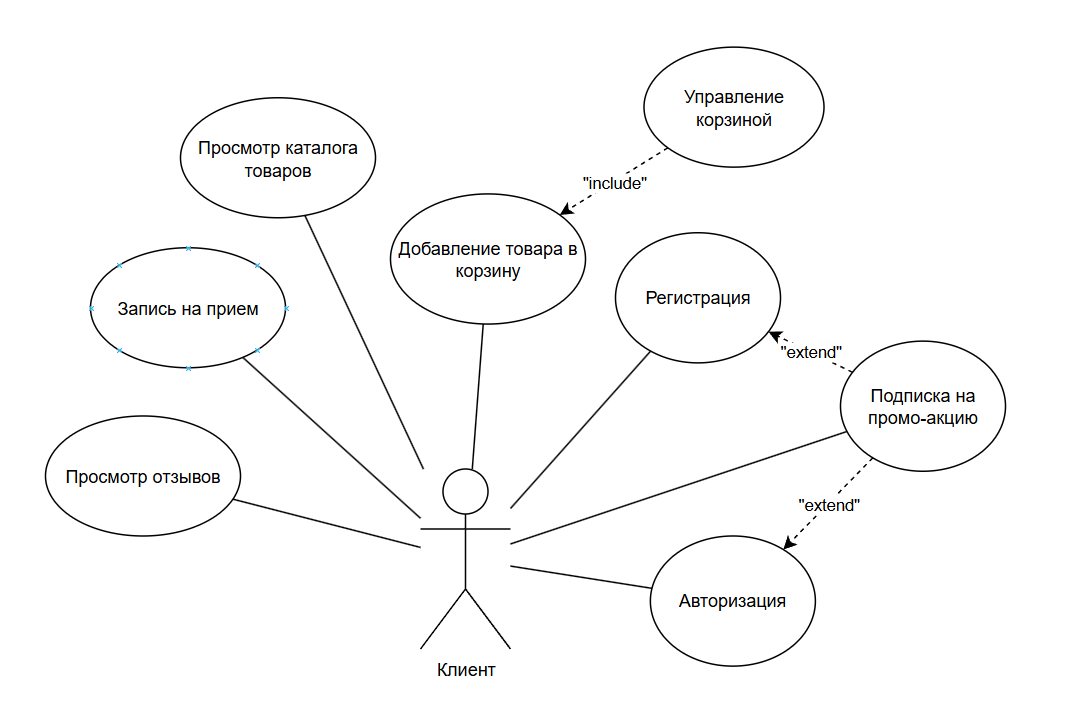 Управление
корзиной
Просмотр каталога
товаров
"include"
Добавление товара в
корзину
Регистрация
Запись на прием
"extend"
Подписка на
промо-акцию
Просмотр отзывов
"extend"
Авторизация
Клиент